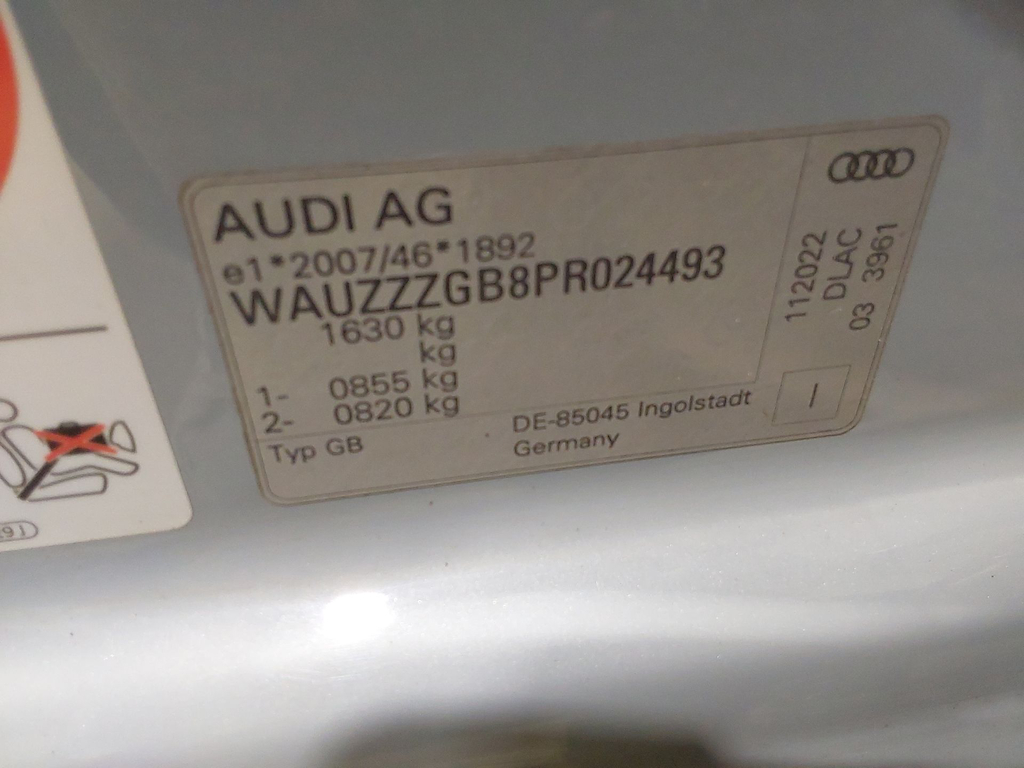 AUDI AG
e1*2007/46*1892
WAUZZZGB8PR024493
1630 kg
kg
1- 0855 kg
2- 0820 kg
Typ GB
DE-85045 Ingolstadt
Germany
112022
DLAC
03 3961
I